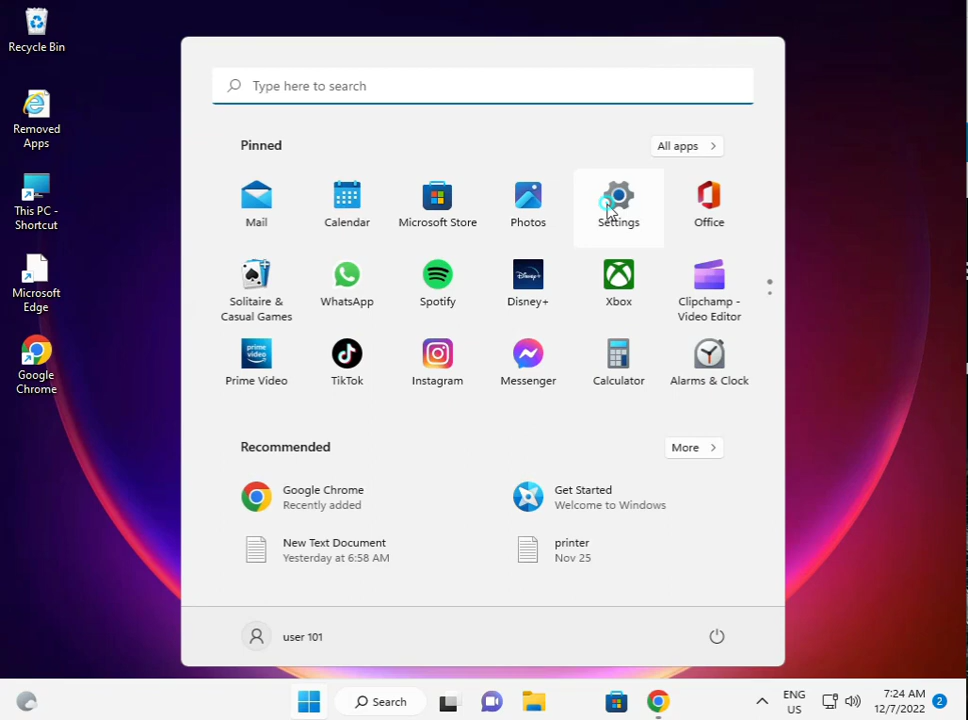 Recycle Bin
Removed
Apps
This PC -
Shortcut
Microsoft
Edge
Google
Chrome
Type here to search
Pinned
All apps
Mail
Calendar
Microsoft Store
Photos
Settings
Office
Solitaire &
Casual Games
WhatsApp
Spotify
Disney+
Xbox
Clipchamp -
Video Editor
prime video
Prime Video
TikTok
Instagram
Messenger
Calculator
Alarms & Clock
Recommended
More
Google Chrome
Recently added
Get Started
Welcome to Windows
New Text Document
Yesterday at 6:58 AM
printer
Nov 25
user 101
Search
ENG
US
7:24 AM
12/7/2022
2